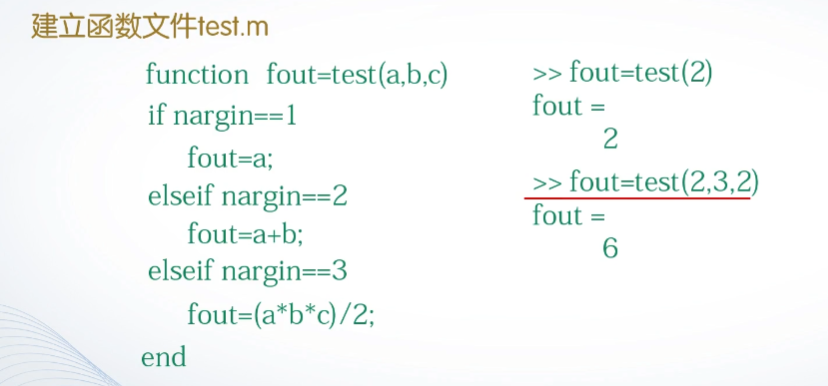 建立函数文件test.m
function fout=test(a,b,c)
if nargin==1
fout=a;
elseif nargin==2
fout=a+b;
elseif nargin==3
fout=(a*b*c)/2;
end
>> fout=test(2)
fout =
2
>> fout=test(2,3,2)
fout =
6